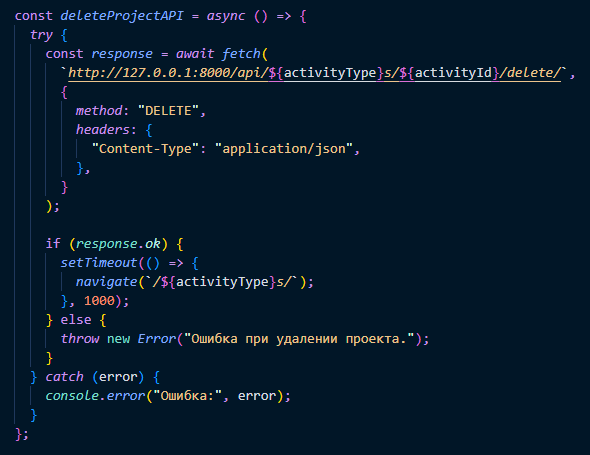 const deleteProjectAPI = async () => {
  try {
    const response = await fetch(
      `http://127.0.0.1:8000/api/${activityType}s/${activityId}/delete/`,
      {
        method: "DELETE",
        headers: {
          "Content-Type": "application/json",
        },
      }
    );

    if (response.ok) {
      setTimeout(() => {
        navigate(`/${activityType}s/`);
      }, 1000);
    } else {
      throw new Error("Ошибка при удалении проекта.");
    }
  } catch (error) {
    console.error("Ошибка:", error);
  }
};